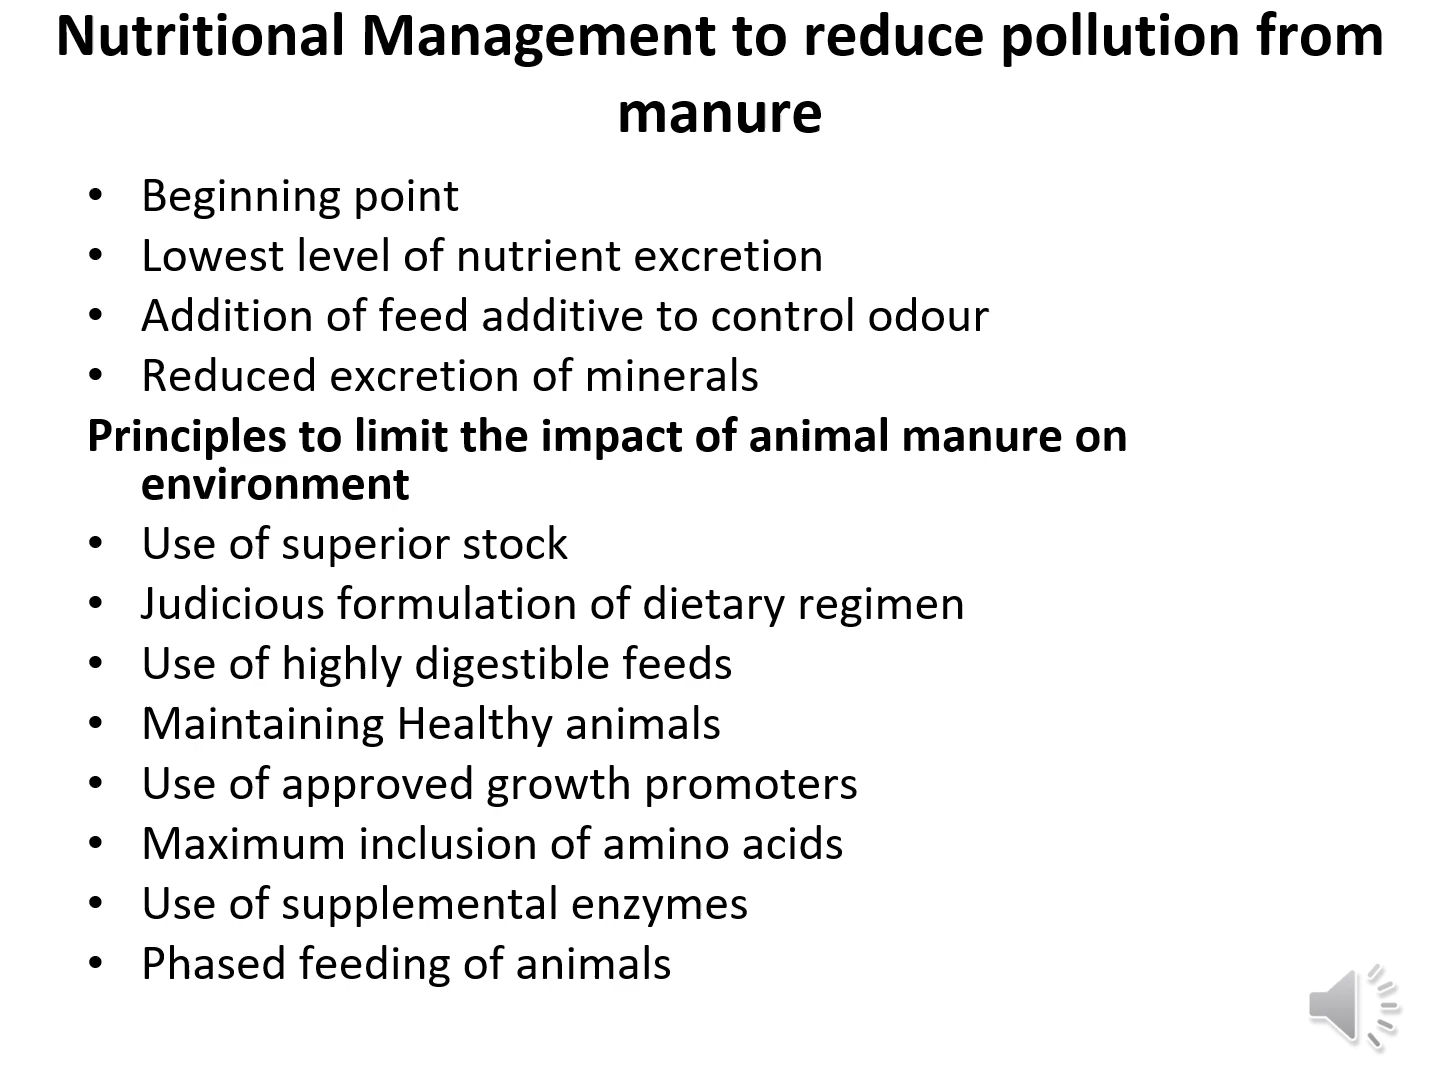 Nutritional Management to reduce pollution from
manure
• Beginning point
• Lowest level of nutrient excretion
• Addition of feed additive to control odour
• Reduced excretion of minerals
Principles to limit the impact of animal manure on
environment
• Use of superior stock
• Judicious formulation of dietary regimen
• Use of highly digestible feeds
• Maintaining Healthy animals
• Use of approved growth promoters
• Maximum inclusion of amino acids
• Use of supplemental enzymes
• Phased feeding of animals